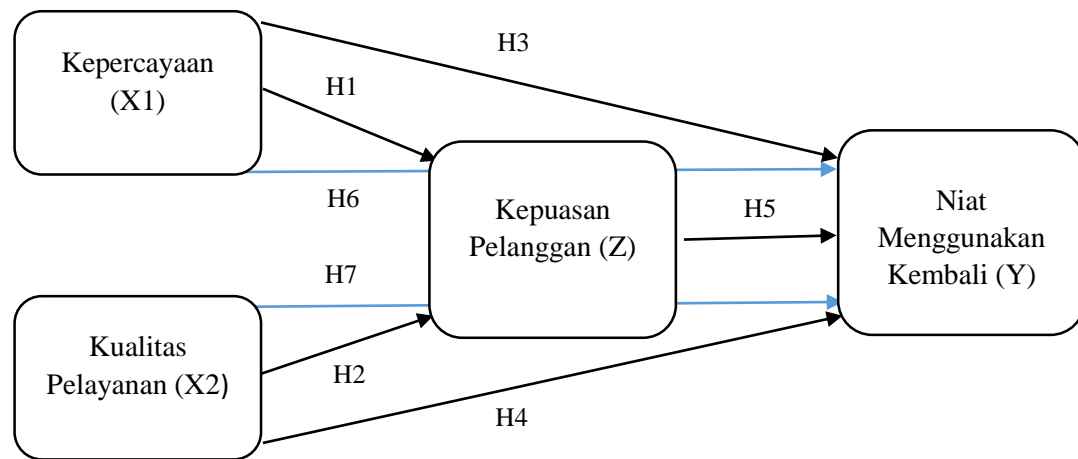 H3
Kepercayaan
(X1)
H1
H6
Kepuasan
Pelanggan (Z)
H5
Niat
Menggunakan
Kembali (Y)
H7
Kualitas
Pelayanan (X2)
H2
H4